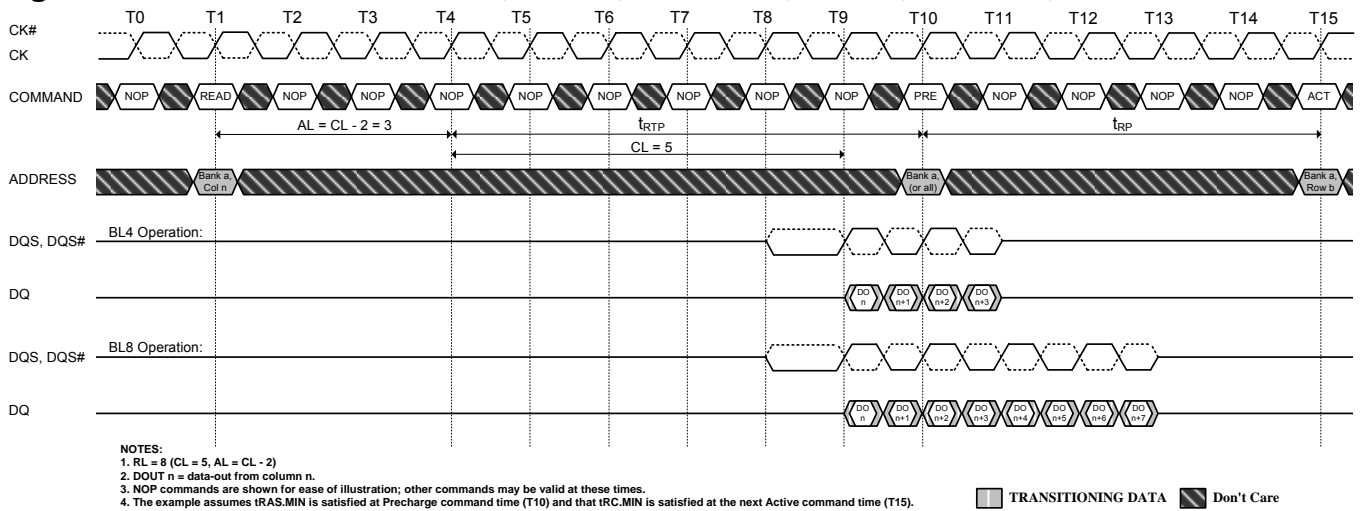 T0 T1 T2 T3 T4 T5 T6 T7 T8 T9 T10 T11 T12 T13 T14 T15
CK#
CK
COMMAND NOP READ NOP NOP NOP NOP NOP NOP NOP NOP PRE NOP NOP NOP NOP ACT
AL = CL - 2 = 3 tRTP tRP
CL = 5
ADDRESS Bank a, Col n Bank a, (or all) Bank a, Row b
BL4 Operation:
DQS, DQS#
DQ DO n DO n+1 DO n+2 DO n+3
BL8 Operation:
DQS, DQS#
DQ DO n DO n+1 DO n+2 DO n+3 DO n+4 DO n+5 DO n+6 DO n+7
NOTES:
1. RL = 8 (CL = 5, AL = CL - 2)
2. DOUT n = data-out from column n.
3. NOP commands are shown for ease of illustration; other commands may be valid at these times.
4. The example assumes tRAS.MIN is satisfied at Precharge command time (T10) and that tRC.MIN is satisfied at the next Active command time (T15).
TRANSITIONING DATA Don't Care